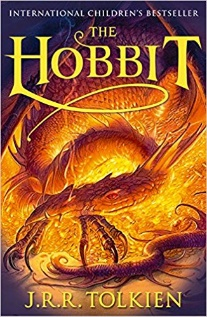 INTERNATIONAL CHILDREN'S BESTSELLER
THE
HOBBIT
J.R.R. TOLKIEN